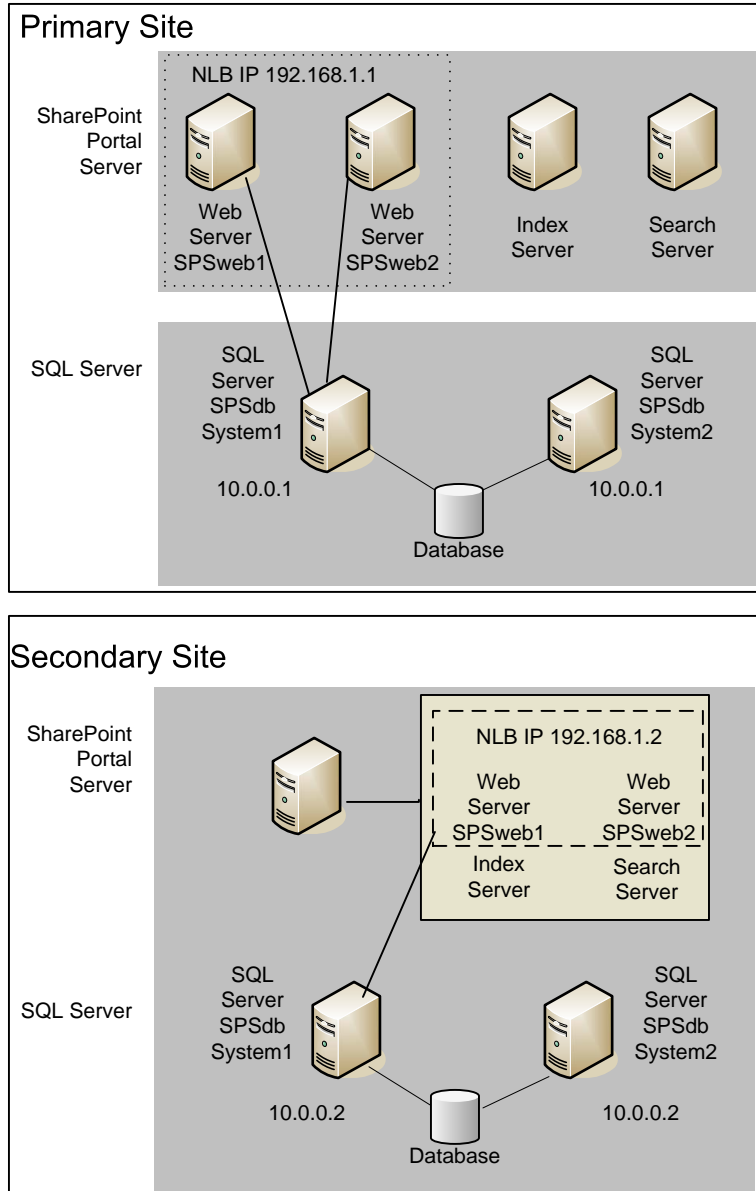 Primary Site
NLB IP 192.168.1.1
SharePoint
Portal
Server
Web
Server
SPSweb1
Web
Server
SPSweb2
Index
Server
Search
Server
SQL Server
SQL
Server
SPSdb
System1
SQL
Server
SPSdb
System2
10.0.0.1
10.0.0.1
Database
Secondary Site
SharePoint
Portal
Server
NLB IP 192.168.1.2
Web
Server
SPSweb1
Web
Server
SPSweb2
Index
Server
Search
Server
SQL Server
SQL
Server
SPSdb
System1
SQL
Server
SPSdb
System2
10.0.0.2
10.0.0.2
Database